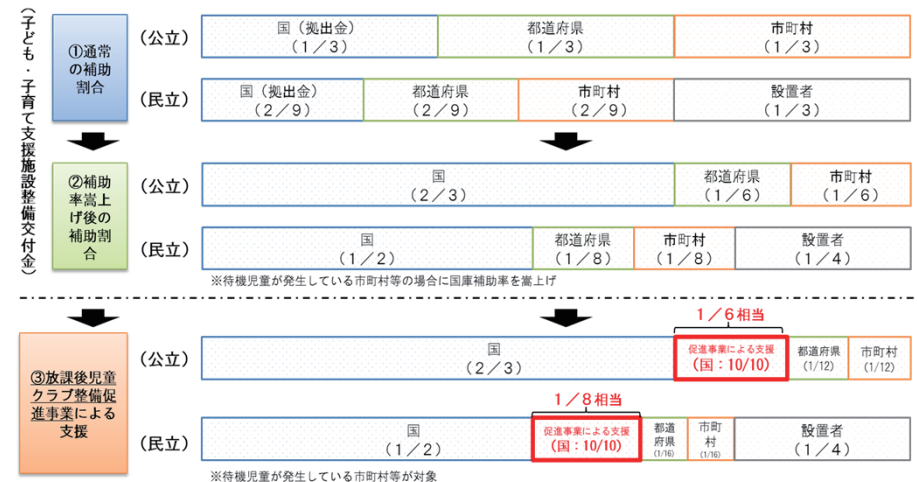 （子ども・子育て支援施設整備交付金）
①通常
の補助
割合
（公立）
国（拠出金）
（１／３）
都道府県
（１／３）
市町村
（１／３）
（民立）
国（拠出金）
（２／９）
都道府県
（２／９）
市町村
（２／９）
設置者
（１／３）
②補助
率嵩上
げ後の
補助割
合
（公立）
国
（２／３）
都道府県
（１／６）
市町村
（１／６）
（民立）
国
（１／２）
都道府県
（１／８）
市町村
（１／８）
設置者
（１／４）
※待機児童が発生している市町村等の場合に国庫補助率を嵩上げ
③放課後児童
クラブ整備促
進事業による
支援
１／６相当
（公立）
国
（２／３）
促進事業による支援
（国：10/10）
都道府県
（1/12）
市町村
（1/12）
１／８相当
（民立）
国
（１／２）
促進事業による支援
（国：10/10）
都道
府県
（1/16）
市町
村
（1/16）
設置者
（１／４）
※待機児童が発生している市町村等が対象